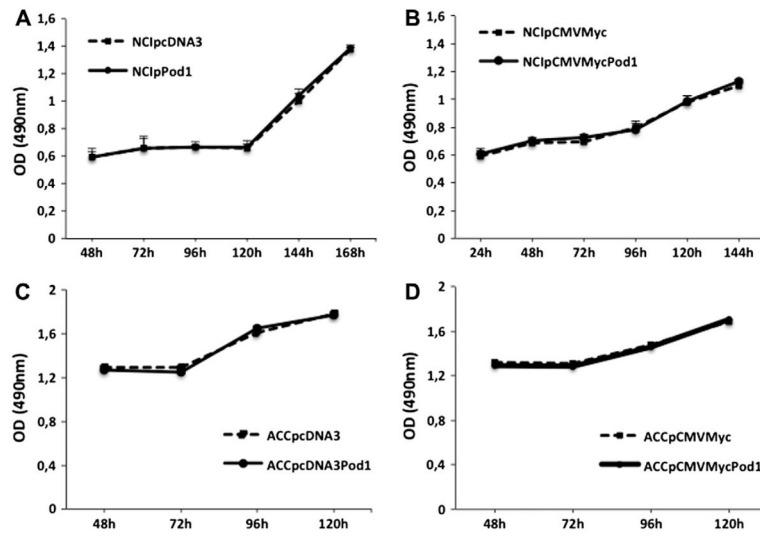 A
1,6
1,4
1,2
1
0,8
0,6
0,4
0,2
0
OD (490nm)
NCIpcDNA3
NCIpPod1
48h 72h 96h 120h 144h 168h
B
1,6
1,4
1,2
1
0,8
0,6
0,4
0,2
0
OD (490nm)
NCIpCMVMyc
NCIpCMVMycPod1
24h 48h 72h 96h 120h 144h
C
2
1,6
1,2
0,8
0,4
0
OD (490nm)
ACCpcDNA3
ACCpcDNA3Pod1
48h 72h 96h 120h
D
2
1,6
1,2
0,8
0,4
0
OD (490nm)
ACCpCMVMyc
ACCpCMVMycPod1
48h 72h 96h 120h